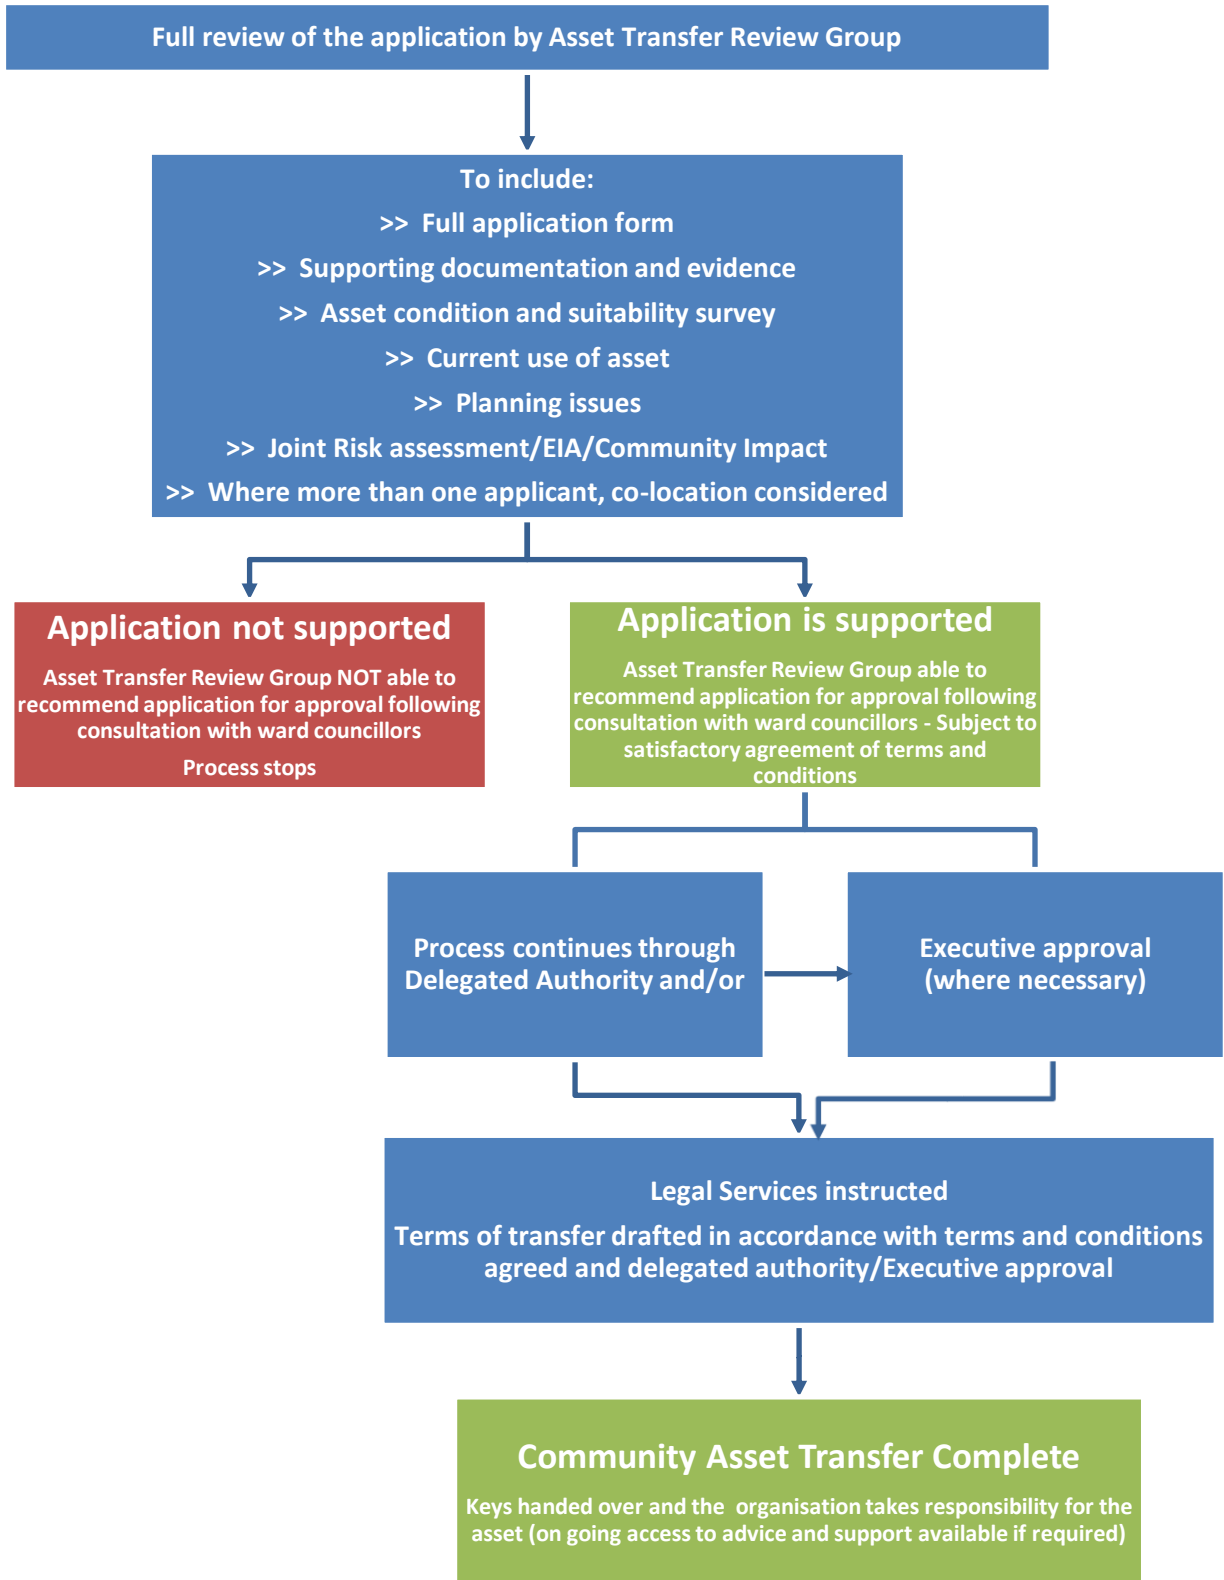 Full review of the application by Asset Transfer Review Group
To include:
>> Full application form
>> Supporting documentation and evidence
>> Asset condition and suitability survey
>> Current use of asset
>> Planning issues
>> Joint Risk assessment/EIA/Community Impact
>> Where more than one applicant, co-location considered
Application not supported
Asset Transfer Review Group NOT able to
recommend application for approval following
consultation with ward councillors
Process stops
Application is supported
Asset Transfer Review Group able to
recommend application for approval following
consultation with ward councillors - Subject to
satisfactory agreement of terms and
conditions
Process continues through
Delegated Authority and/or
Executive approval
(where necessary)
Legal Services instructed
Terms of transfer drafted in accordance with terms and conditions
agreed and delegated authority/Executive approval
Community Asset Transfer Complete
Keys handed over and the organisation takes responsibility for the
asset (on going access to advice and support available if required)